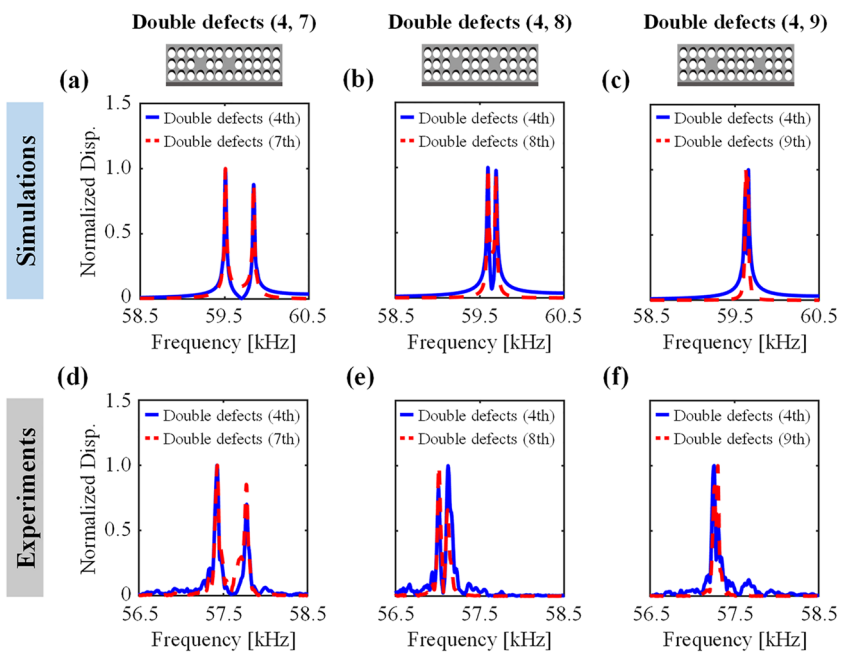 Double defects (4, 7)
Double defects (4, 8)
Double defects (4, 9)
Simulations
(a)
1.5
1.0
0.5
0
Normalized Disp.
Double defects (4th)
Double defects (7th)
58.5 59.5 60.5
Frequency [kHz]
(b)
Double defects (4th)
Double defects (8th)
58.5 59.5 60.5
Frequency [kHz]
(c)
Double defects (4th)
Double defects (9th)
58.5 59.5 60.5
Frequency [kHz]
Experiments
(d)
1.5
1.0
0.5
0
Normalized Disp.
Double defects (4th)
Double defects (7th)
56.5 57.5 58.5
Frequency [kHz]
(e)
Double defects (4th)
Double defects (8th)
56.5 57.5 58.5
Frequency [kHz]
(f)
Double defects (4th)
Double defects (9th)
56.5 57.5 58.5
Frequency [kHz]